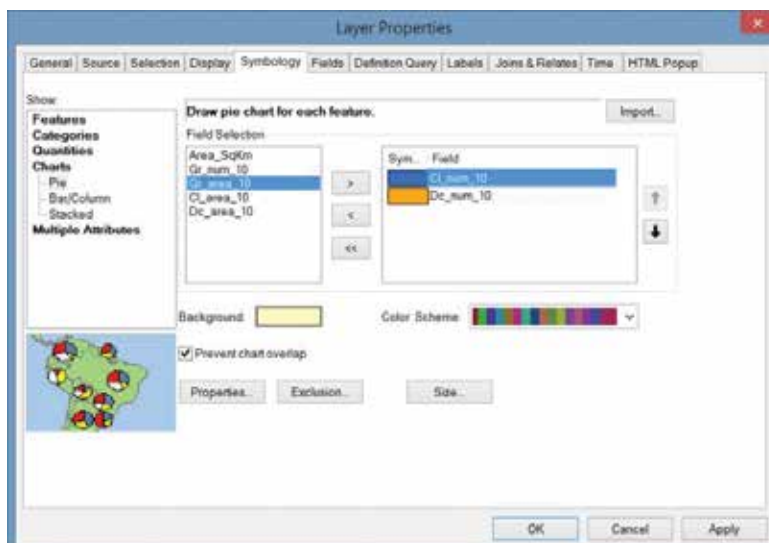 Layer Properties
General Source Selection Display Symbology Fields Definition Query Labels Joins & Relates Time HTML Popup
Show:
Features
Categories
Quantities
Charts
Pie
Bar/Column
Stacked
Multiple Attributes
Draw pie chart for each feature.
Import...
Field Selection
Area_SqKm
Gr_num_10
Gr_area_10
Cl_area_10
Dc_area_10
>
<
<<
Sym... Field
Cl_num_10
Dc_num_10
Background:
Color Scheme:
Prevent chart overlap
Properties... Exclusion... Size...
OK Cancel Apply